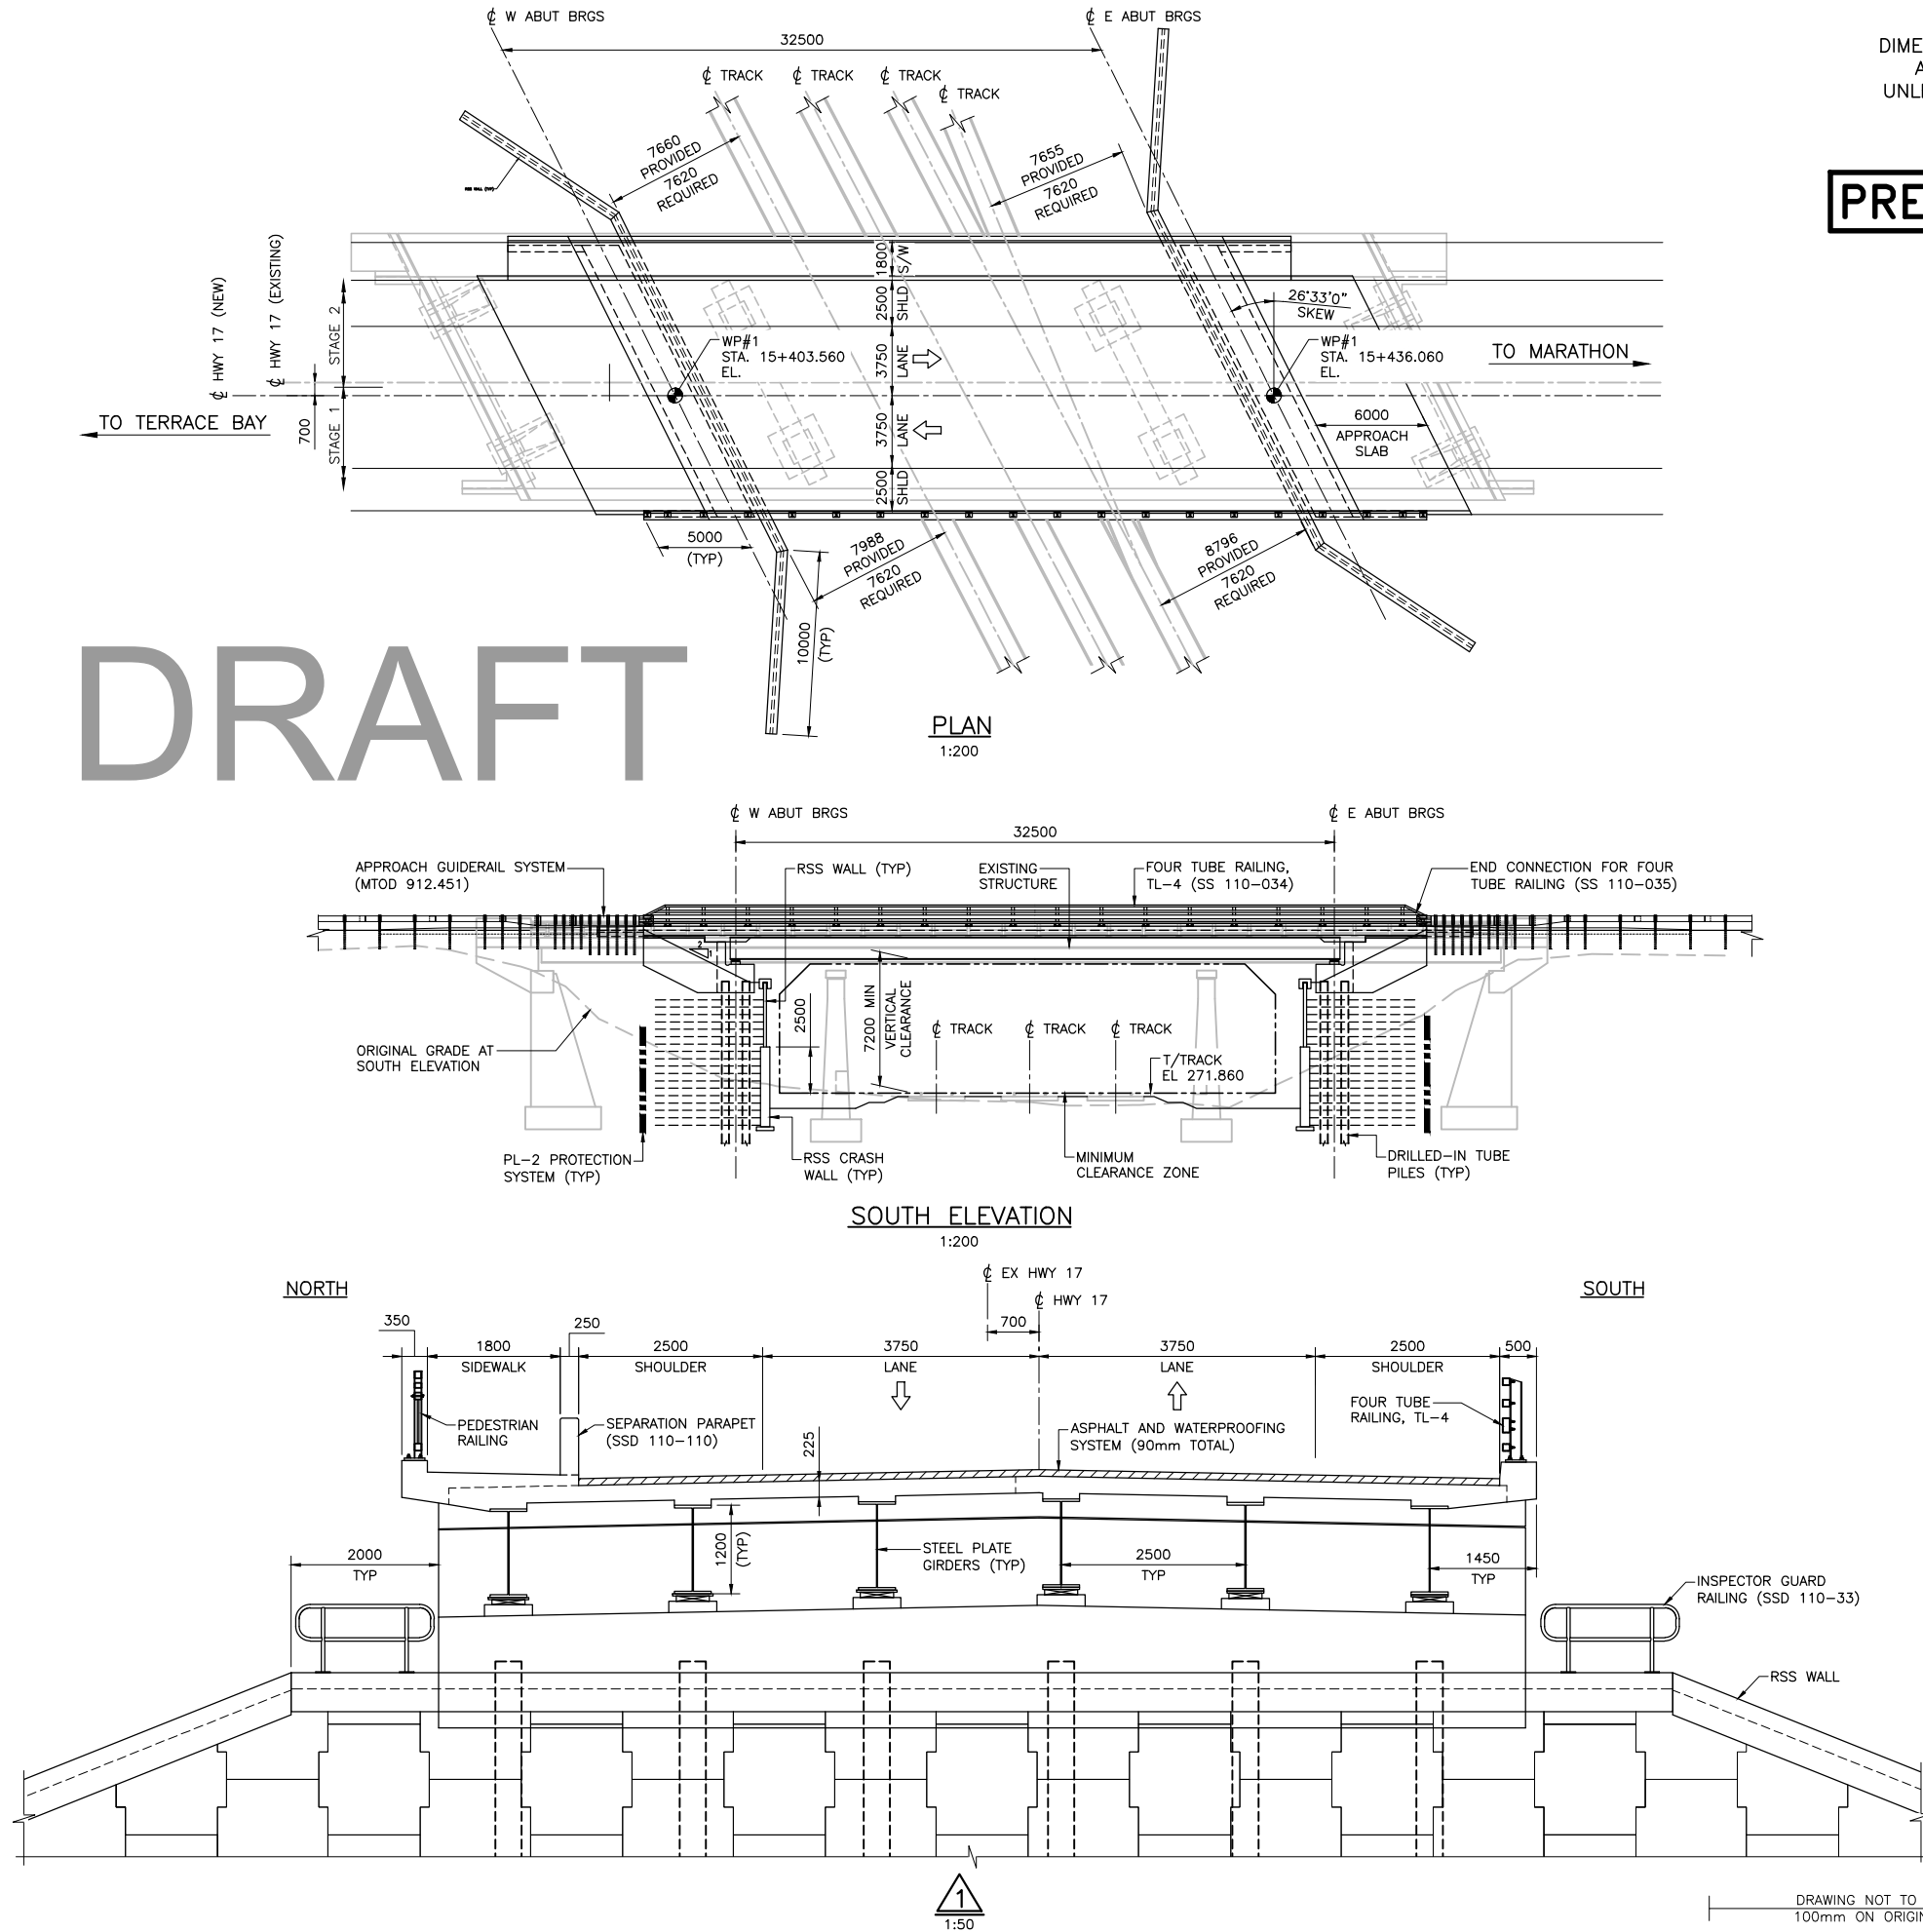 ℄ W ABUT BRGS
℄ E ABUT BRGS
32500
℄ TRACK
℄ TRACK
℄ TRACK
℄ TRACK
DIME
A
UNL
PRE
7660
PROVIDED
7620
REQUIRED
7655
PROVIDED
7620
REQUIRED
RSS WALL (TYP)
℄ HWY 17 (NEW)
℄ HWY 17 (EXISTING)
STAGE 2
STAGE 1
700
1800
S/W
2500
SHLD
3750
LANE
3750
LANE
2500
SHLD
26°33'0"
SKEW
WP#1
STA. 15+403.560
EL.
WP#1
STA. 15+436.060
EL.
TO MARATHON
TO TERRACE BAY
6000
APPROACH
SLAB
5000
(TYP)
7988
PROVIDED
7620
REQUIRED
8796
PROVIDED
7620
REQUIRED
10000
(TYP)
DRAFT
PLAN
1:200
℄ W ABUT BRGS
℄ E ABUT BRGS
32500
APPROACH GUIDERAIL SYSTEM
(MTOD 912.451)
RSS WALL (TYP)
EXISTING
STRUCTURE
FOUR TUBE RAILING,
TL-4 (SS 110-034)
END CONNECTION FOR FOUR
TUBE RAILING (SS 110-035)
2
1
2500
7200 MIN
VERTICAL
CLEARANCE
℄ TRACK
℄ TRACK
℄ TRACK
T/TRACK
EL 271.860
ORIGINAL GRADE AT
SOUTH ELEVATION
PL-2 PROTECTION
SYSTEM (TYP)
RSS CRASH
WALL (TYP)
MINIMUM
CLEARANCE ZONE
DRILLED-IN TUBE
PILES (TYP)
SOUTH ELEVATION
1:200
NORTH
SOUTH
℄ EX HWY 17
℄ HWY 17
700
350
1800
SIDEWALK
250
2500
SHOULDER
3750
LANE
3750
LANE
2500
SHOULDER
500
PEDESTRIAN
RAILING
SEPARATION PARAPET
(SSD 110-110)
225
ASPHALT AND WATERPROOFING
SYSTEM (90mm TOTAL)
FOUR TUBE
RAILING, TL-4
2000
TYP
1200
(TYP)
STEEL PLATE
GIRDERS (TYP)
2500
TYP
1450
TYP
INSPECTOR GUARD
RAILING (SSD 110-33)
RSS WALL
1
1:50
DRAWING NOT TO
100mm ON ORIGIN